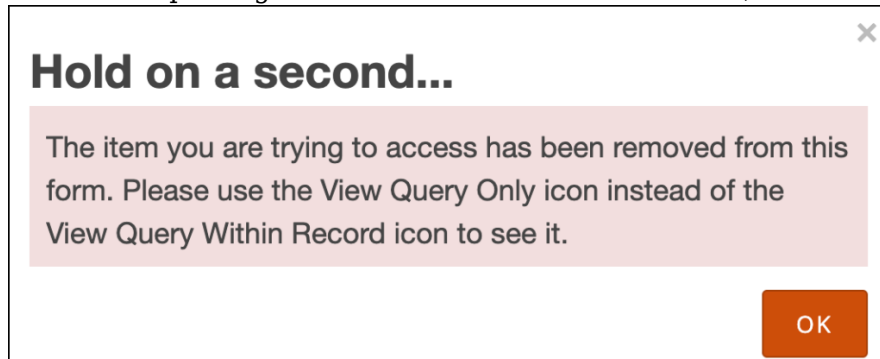 ×
Hold on a second...
The item you are trying to access has been removed from this
form. Please use the View Query Only icon instead of the
View Query Within Record icon to see it.
OK